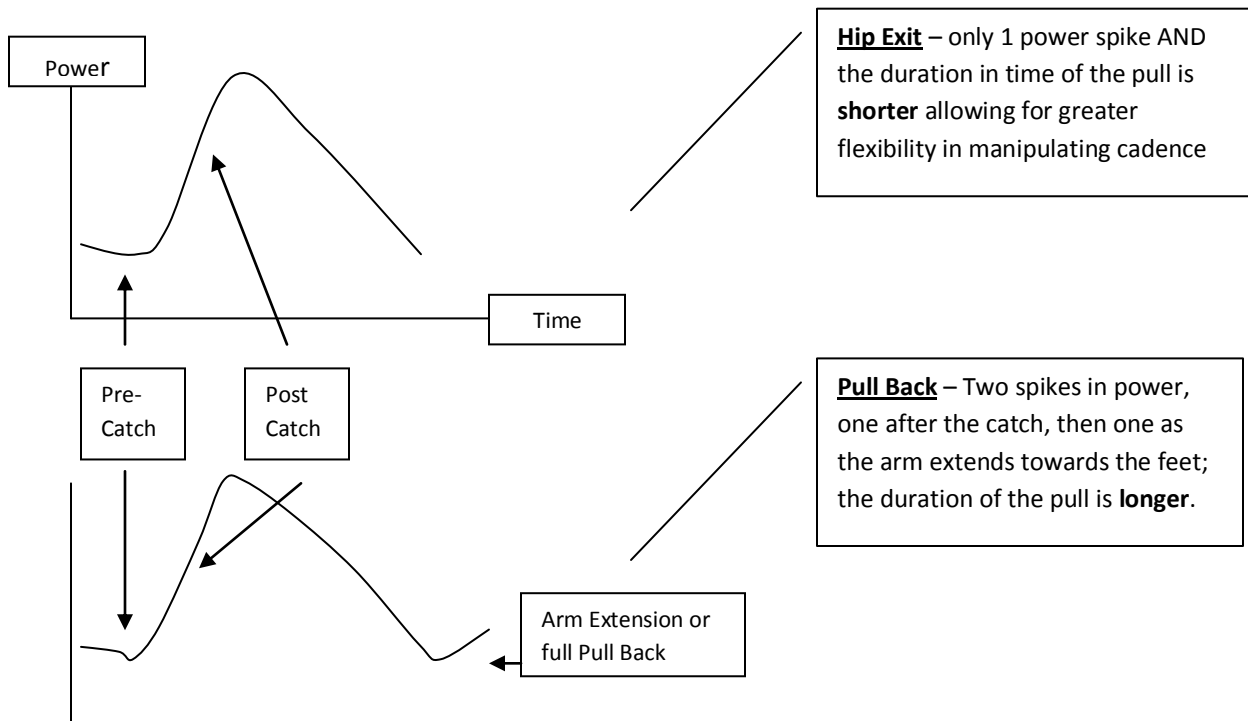 Power
Hip Exit – only 1 power spike AND
the duration in time of the pull is
shorter allowing for greater
flexibility in manipulating cadence
Time
Pre-
Catch
Post
Catch
Pull Back – Two spikes in power,
one after the catch, then one as
the arm extends towards the feet;
the duration of the pull is longer.
Arm Extension or
full Pull Back